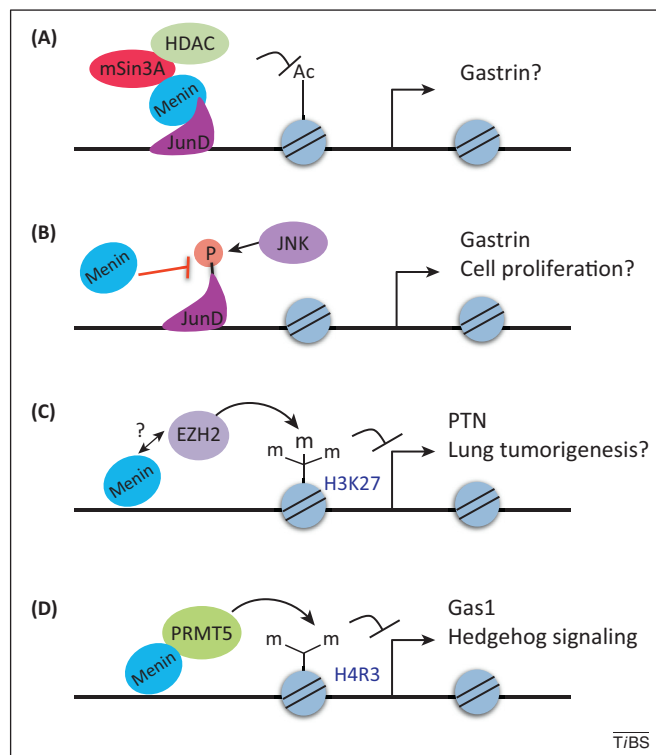 (A)
HDAC
mSin3A
Menin
JunD
Ac
Gastrin?
(B)
Menin
P
JNK
JunD
Gastrin
Cell proliferation?
(C)
?
EZH2
Menin
m
m m
H3K27
PTN
Lung tumorigenesis?
(D)
PRMT5
Menin
m m
H4R3
Gas1
Hedgehog signaling
TiBS